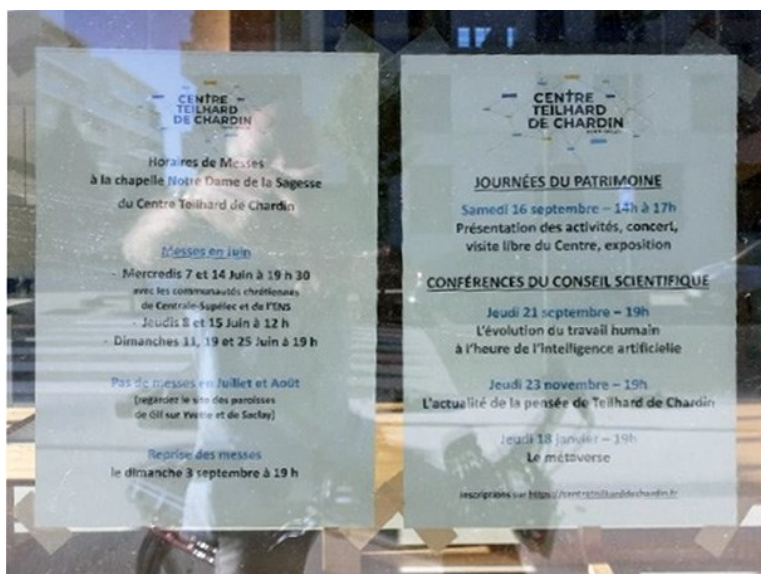 CENTRE
TEILHARD
DE CHARDIN
Horaires de Messes
à la chapelle Notre Dame de la Sagesse
du Centre Teilhard de Chardin
Messes en Juin
- Mercredis 7 et 14 Juin à 19 h 30
avec les communautés chrétiennes
de Centrale-Supélec et de l'ENS
- Jeudis 8 et 15 Juin à 12 h
- Dimanches 11, 19 et 25 Juin à 19 h
Pas de messes en Juillet et Août
(regardez le site des paroisses
de Gif sur Yvette et de Saclay)
Reprise des messes
le dimanche 3 septembre à 19 h
CENTRE
TEILHARD
DE CHARDIN
JOURNÉES DU PATRIMOINE
Samedi 16 septembre – 14h à 17h
Présentation des activités, concert,
visite libre du Centre, exposition
CONFÉRENCES DU CONSEIL SCIENTIFIQUE
Jeudi 21 septembre – 19h
L'évolution du travail humain
à l'heure de l'intelligence artificielle
Jeudi 23 novembre – 19h
L'actualité de la pensée de Teilhard de Chardin
Jeudi 18 janvier – 19h
Le métaverse
Inscriptions sur https://centreteilharddechardin.fr